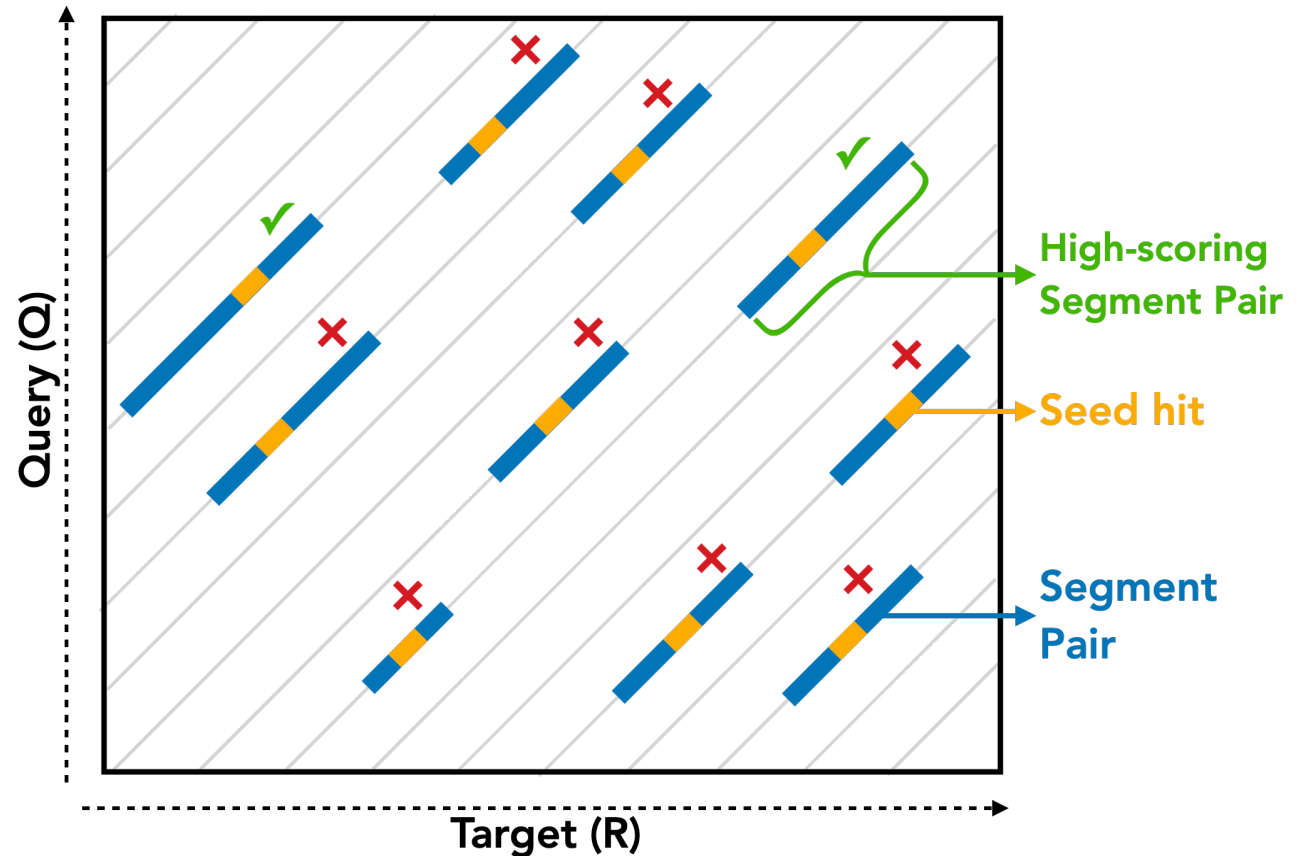 High-scoring
Segment Pair
Query (Q)
Seed hit
Segment
Pair
Target (R)